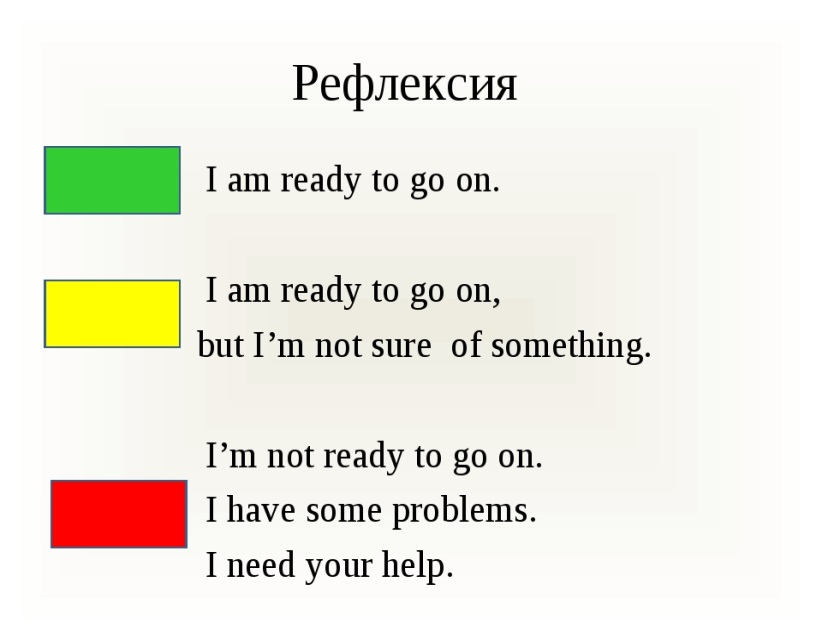 Рефлексия
I am ready to go on.
I am ready to go on,
but I’m not sure  of something.
I’m not ready to go on.
I have some problems.
I need your help.